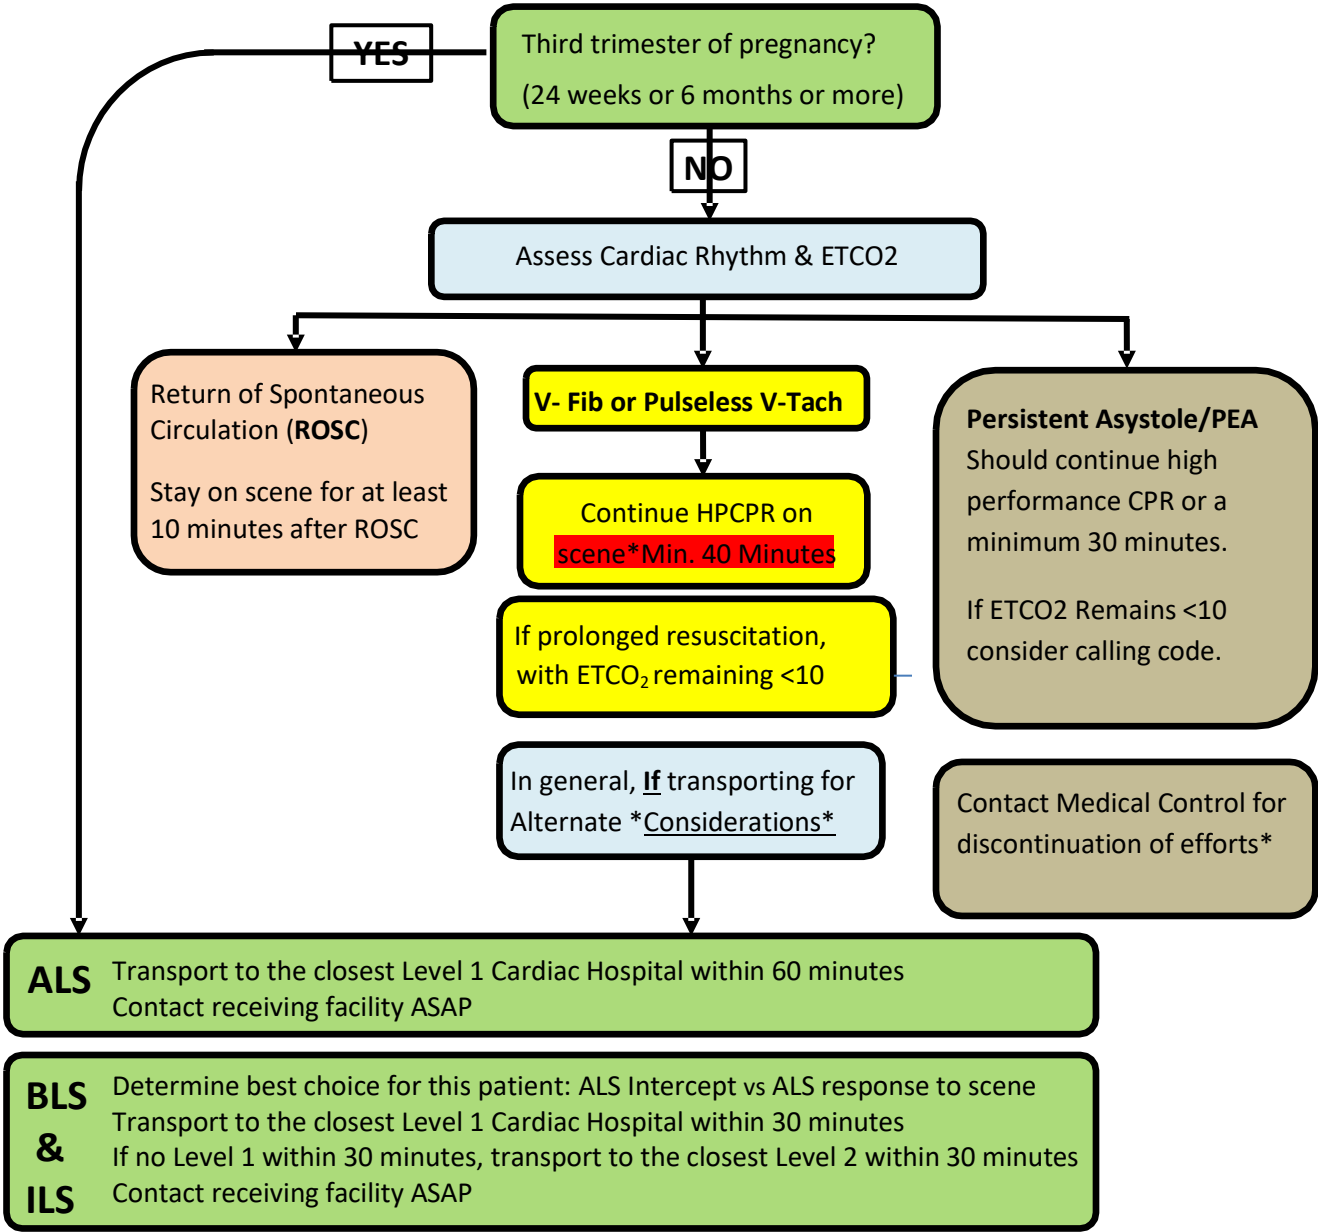 YES
Third trimester of pregnancy?
(24 weeks or 6 months or more)
NO
Assess Cardiac Rhythm & ETCO2
Return of Spontaneous
Circulation (ROSC)
Stay on scene for at least
10 minutes after ROSC
V- Fib or Pulseless V-Tach
Continue HPCPR on
scene*Min. 40 Minutes
If prolonged resuscitation,
with ETCO₂ remaining <10
Persistent Asystole/PEA
Should continue high
performance CPR or a
minimum 30 minutes.
If ETCO2 Remains <10
consider calling code.
In general, If transporting for
Alternate *Considerations*
Contact Medical Control for
discontinuation of efforts*
ALS
Transport to the closest Level 1 Cardiac Hospital within 60 minutes
Contact receiving facility ASAP
BLS
&
ILS
Determine best choice for this patient: ALS Intercept vs ALS response to scene
Transport to the closest Level 1 Cardiac Hospital within 30 minutes
If no Level 1 within 30 minutes, transport to the closest Level 2 within 30 minutes
Contact receiving facility ASAP